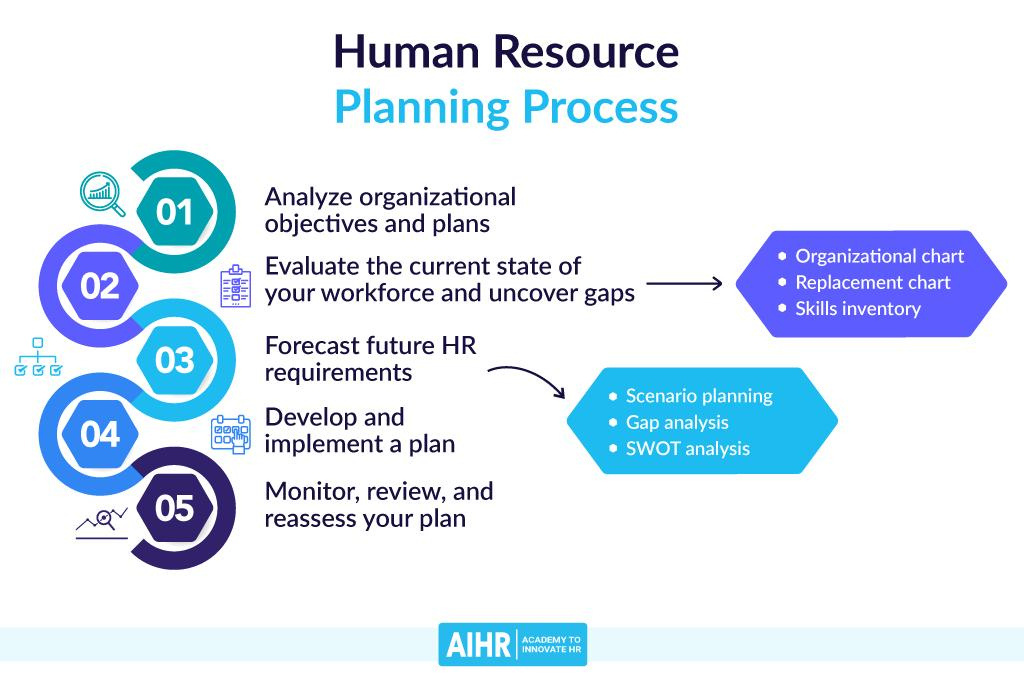 Human Resource
Planning Process
01
Analyze organizational
objectives and plans
02
Evaluate the current state of
your workforce and uncover gaps
• Organizational chart
• Replacement chart
• Skills inventory
03
Forecast future HR
requirements
• Scenario planning
• Gap analysis
• SWOT analysis
04
Develop and
implement a plan
05
Monitor, review, and
reassess your plan
AIHR
ACADEMY TO
INNOVATE HR